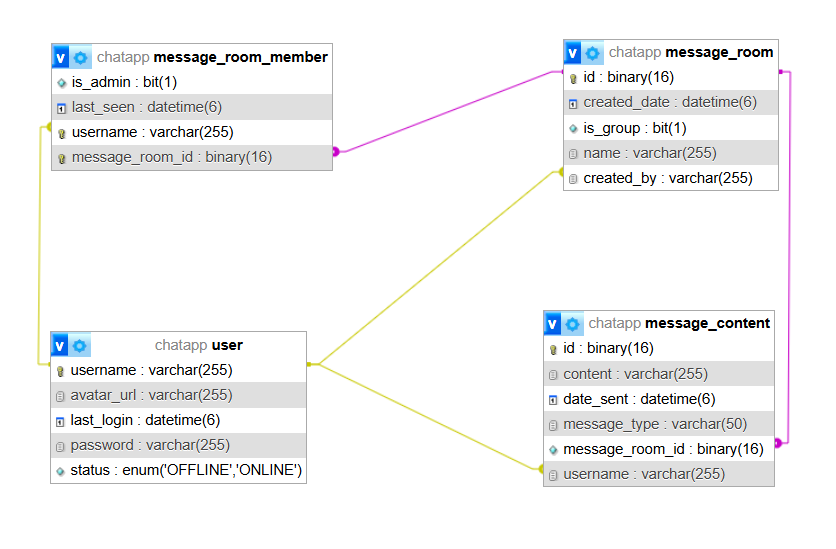 v chatapp message_room_member
is_admin : bit(1)
last_seen : datetime(6)
username : varchar(255)
message_room_id : binary(16)
v chatapp message_room
id : binary(16)
created_date : datetime(6)
is_group : bit(1)
name : varchar(255)
created_by : varchar(255)
v chatapp user
username : varchar(255)
avatar_url : varchar(255)
last_login : datetime(6)
password : varchar(255)
status : enum('OFFLINE','ONLINE')
v chatapp message_content
id : binary(16)
content : varchar(255)
date_sent : datetime(6)
message_type : varchar(50)
message_room_id : binary(16)
username : varchar(255)